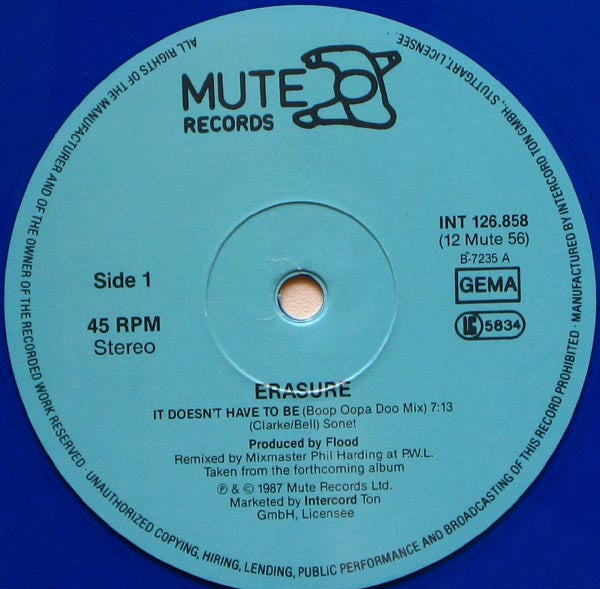 MUTE
RECORDS
Side 1
45 RPM
Stereo
INT 126.858
(12 Mute 56)
B-7235 A
GEMA
LC 5834
ERASURE
IT DOESN'T HAVE TO BE (Boop Oopa Doo Mix) 7:13
(Clarke/Bell) Sonet
Produced by Flood
Remixed by Mixmaster Phil Harding at P.W.L.
Taken from the forthcoming album
℗ & © 1987 Mute Records Ltd.
Marketed by Intercord Ton
GmbH, Licensee
ALL RIGHTS OF THE MANUFACTURER AND OF THE OWNER OF THE RECORDED WORK RESERVED · UNAUTHORIZED COPYING, HIRING, LENDING, PUBLIC PERFORMANCE AND BROADCASTING OF THIS RECORD PROHIBITED · MANUFACTURED BY INTERCORD TON GMBH., STUTTGART, LICENSEE.